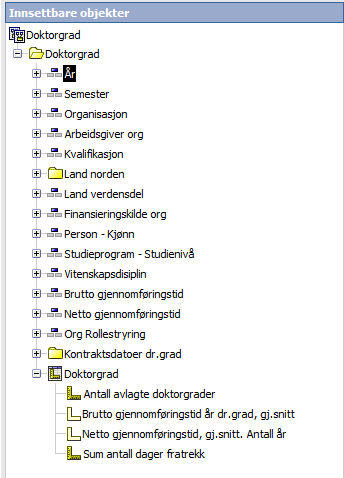 Innsettbare objekter
Doktorgrad
Doktorgrad
År
Semester
Organisasjon
Arbeidsgiver org
Kvalifikasjon
Land norden
Land verdensdel
Finansieringskilde org
Person - Kjønn
Studieprogram - Studienivå
Vitenskapsdisiplin
Brutto gjennomføringstid
Netto gjennomføringstid
Org Rollestryring
Kontraktsdatoer dr.grad
Doktorgrad
Antall avlagte doktorgrader
Brutto gjennomføringstid år dr.grad, gj.snitt
Netto gjennomføringstid, gj.snitt. Antall år
Sum antall dager fratrekk